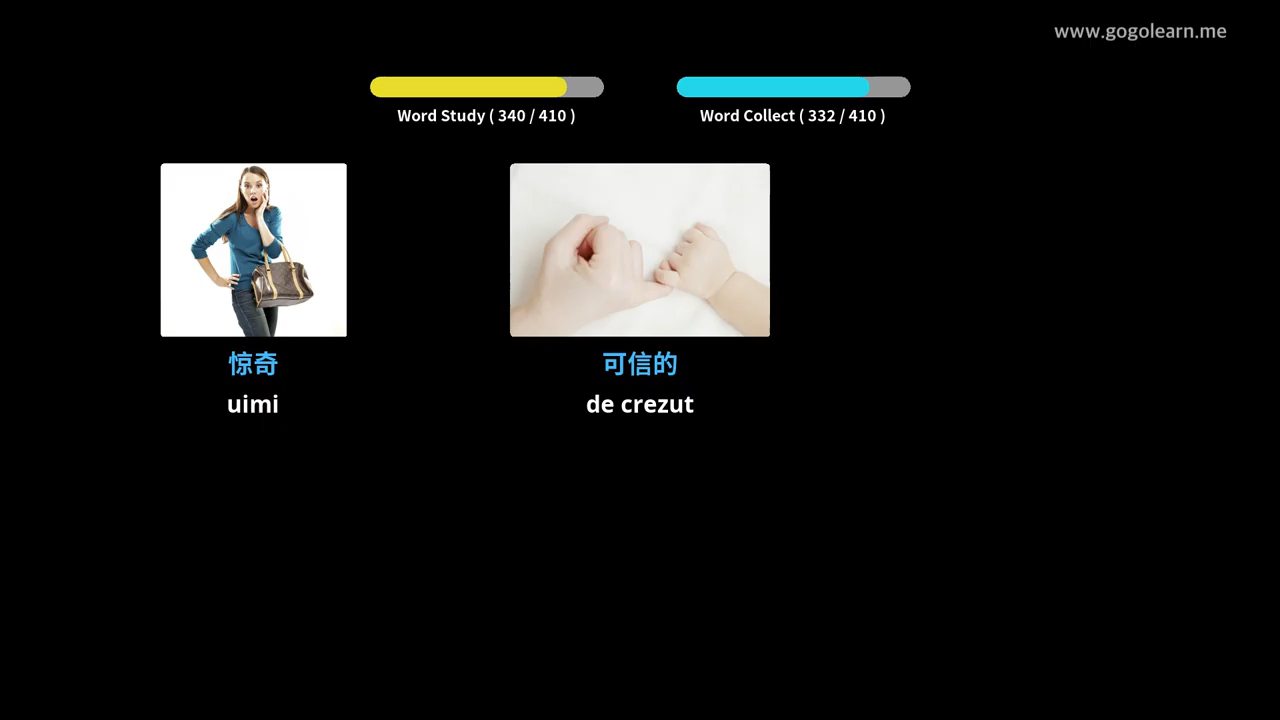 www.gogolearn.me
Word Study ( 340 / 410 )
Word Collect ( 332 / 410 )
惊奇
uimi
可信的
de crezut